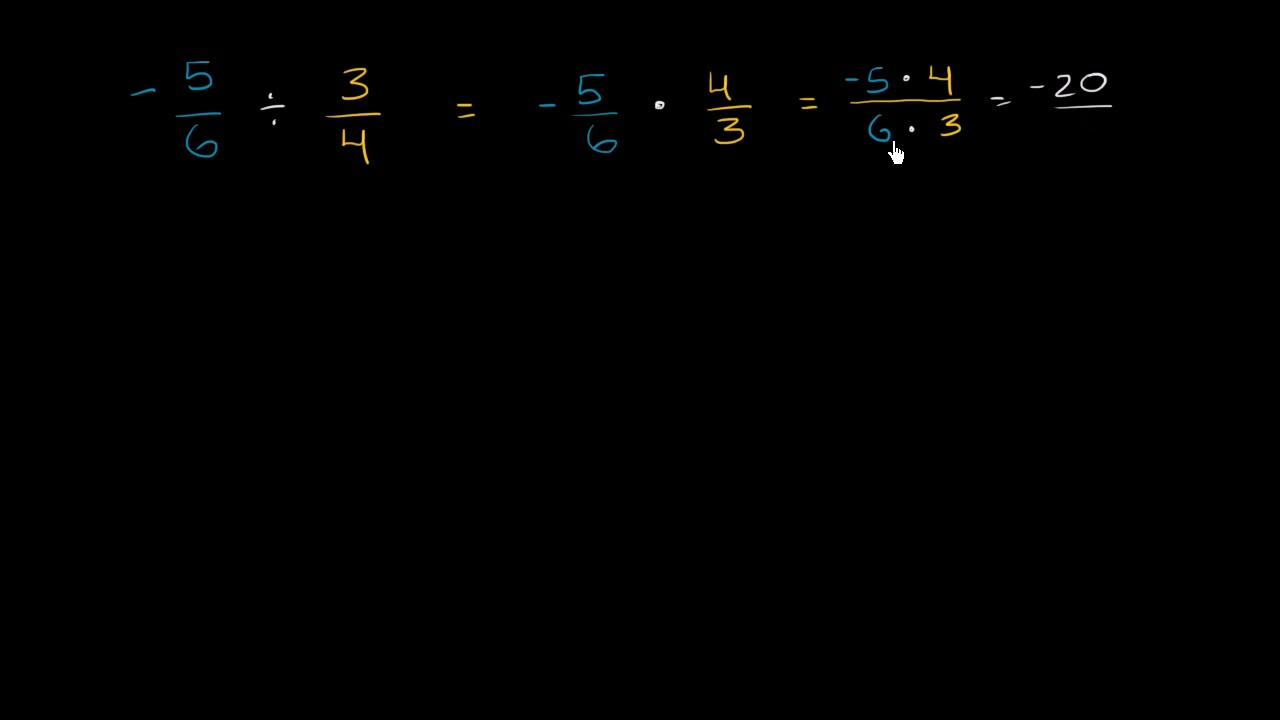 - 5/6 ÷ 3/4 = - 5/6 · 4/3 = -5 · 4 / 6 · 3 = -20/